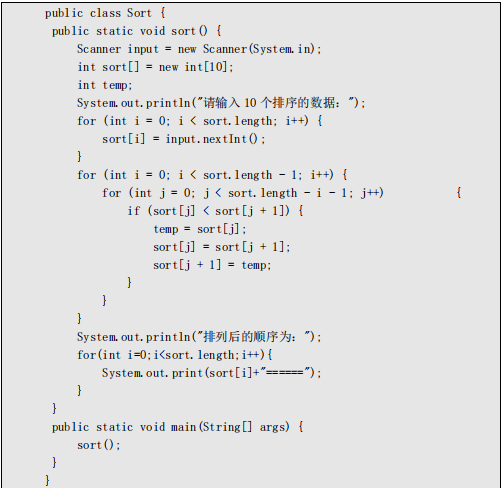 public class Sort {
public static void sort() {
Scanner input = new Scanner(System.in);
int sort[] = new int[10];
int temp;
System.out.println("请输入 10 个排序的数据：");
for (int i = 0; i < sort.length; i++) {
sort[i] = input.nextInt();
}
for (int i = 0; i < sort.length - 1; i++) {
for (int j = 0; j < sort.length - i - 1; j++) {
if (sort[j] < sort[j + 1]) {
temp = sort[j];
sort[j] = sort[j + 1];
sort[j + 1] = temp;
}
}
}
System.out.println("排列后的顺序为：");
for(int i=0;i<sort.length;i++){
System.out.print(sort[i]+"======");
}
}
public static void main(String[] args) {
sort();
}
}